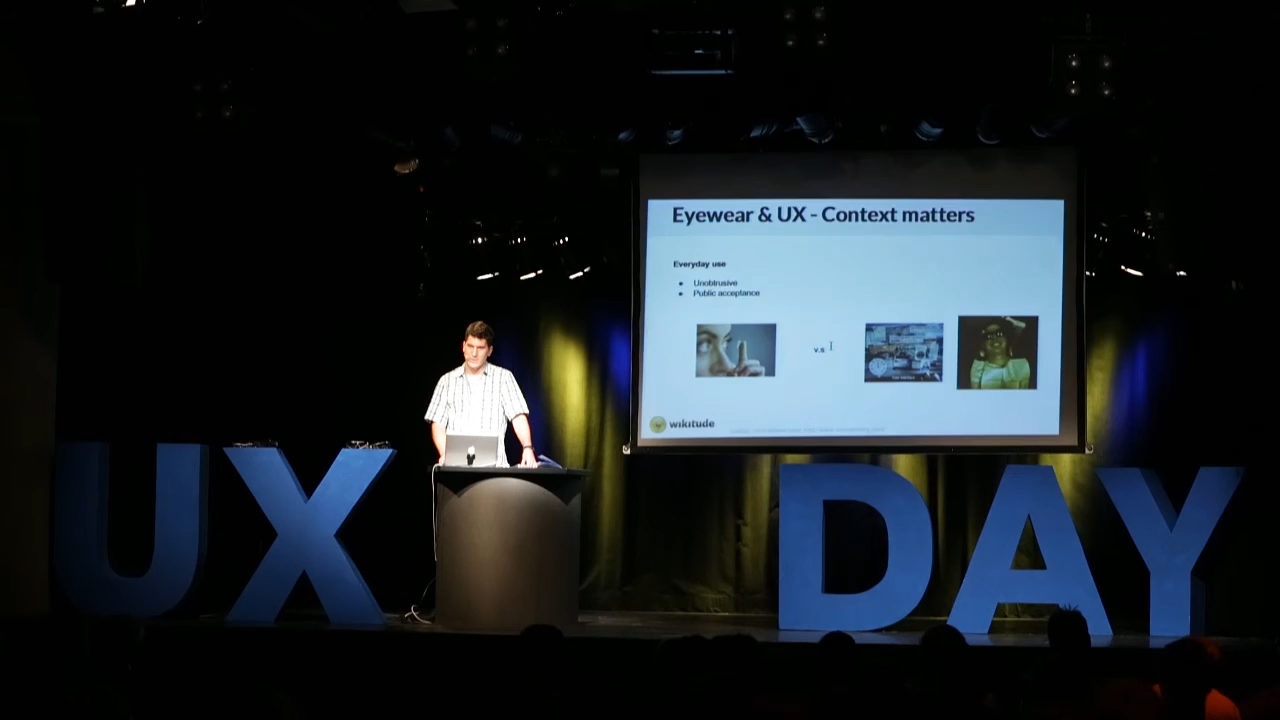 Eyewear & UX - Context matters
Everyday use
Unobtrusive
Public acceptance
v.s
wikitude
UX DAY